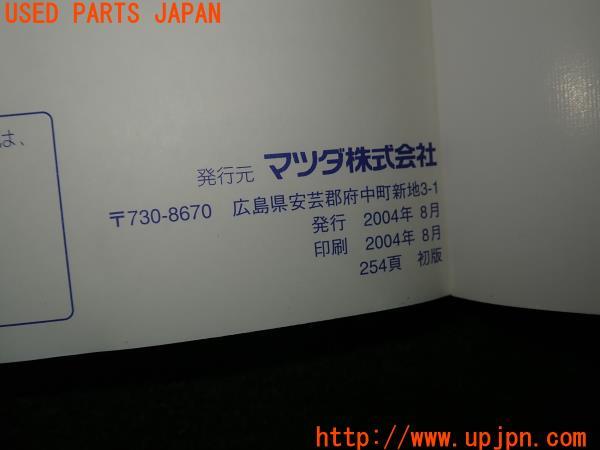 USED PARTS JAPAN
は、
発行元 マツダ株式会社
〒730-8670 広島県安芸郡府中町新地3-1
発行 2004年 8月
印刷 2004年 8月
254頁 初版
http://www.upjpn.com